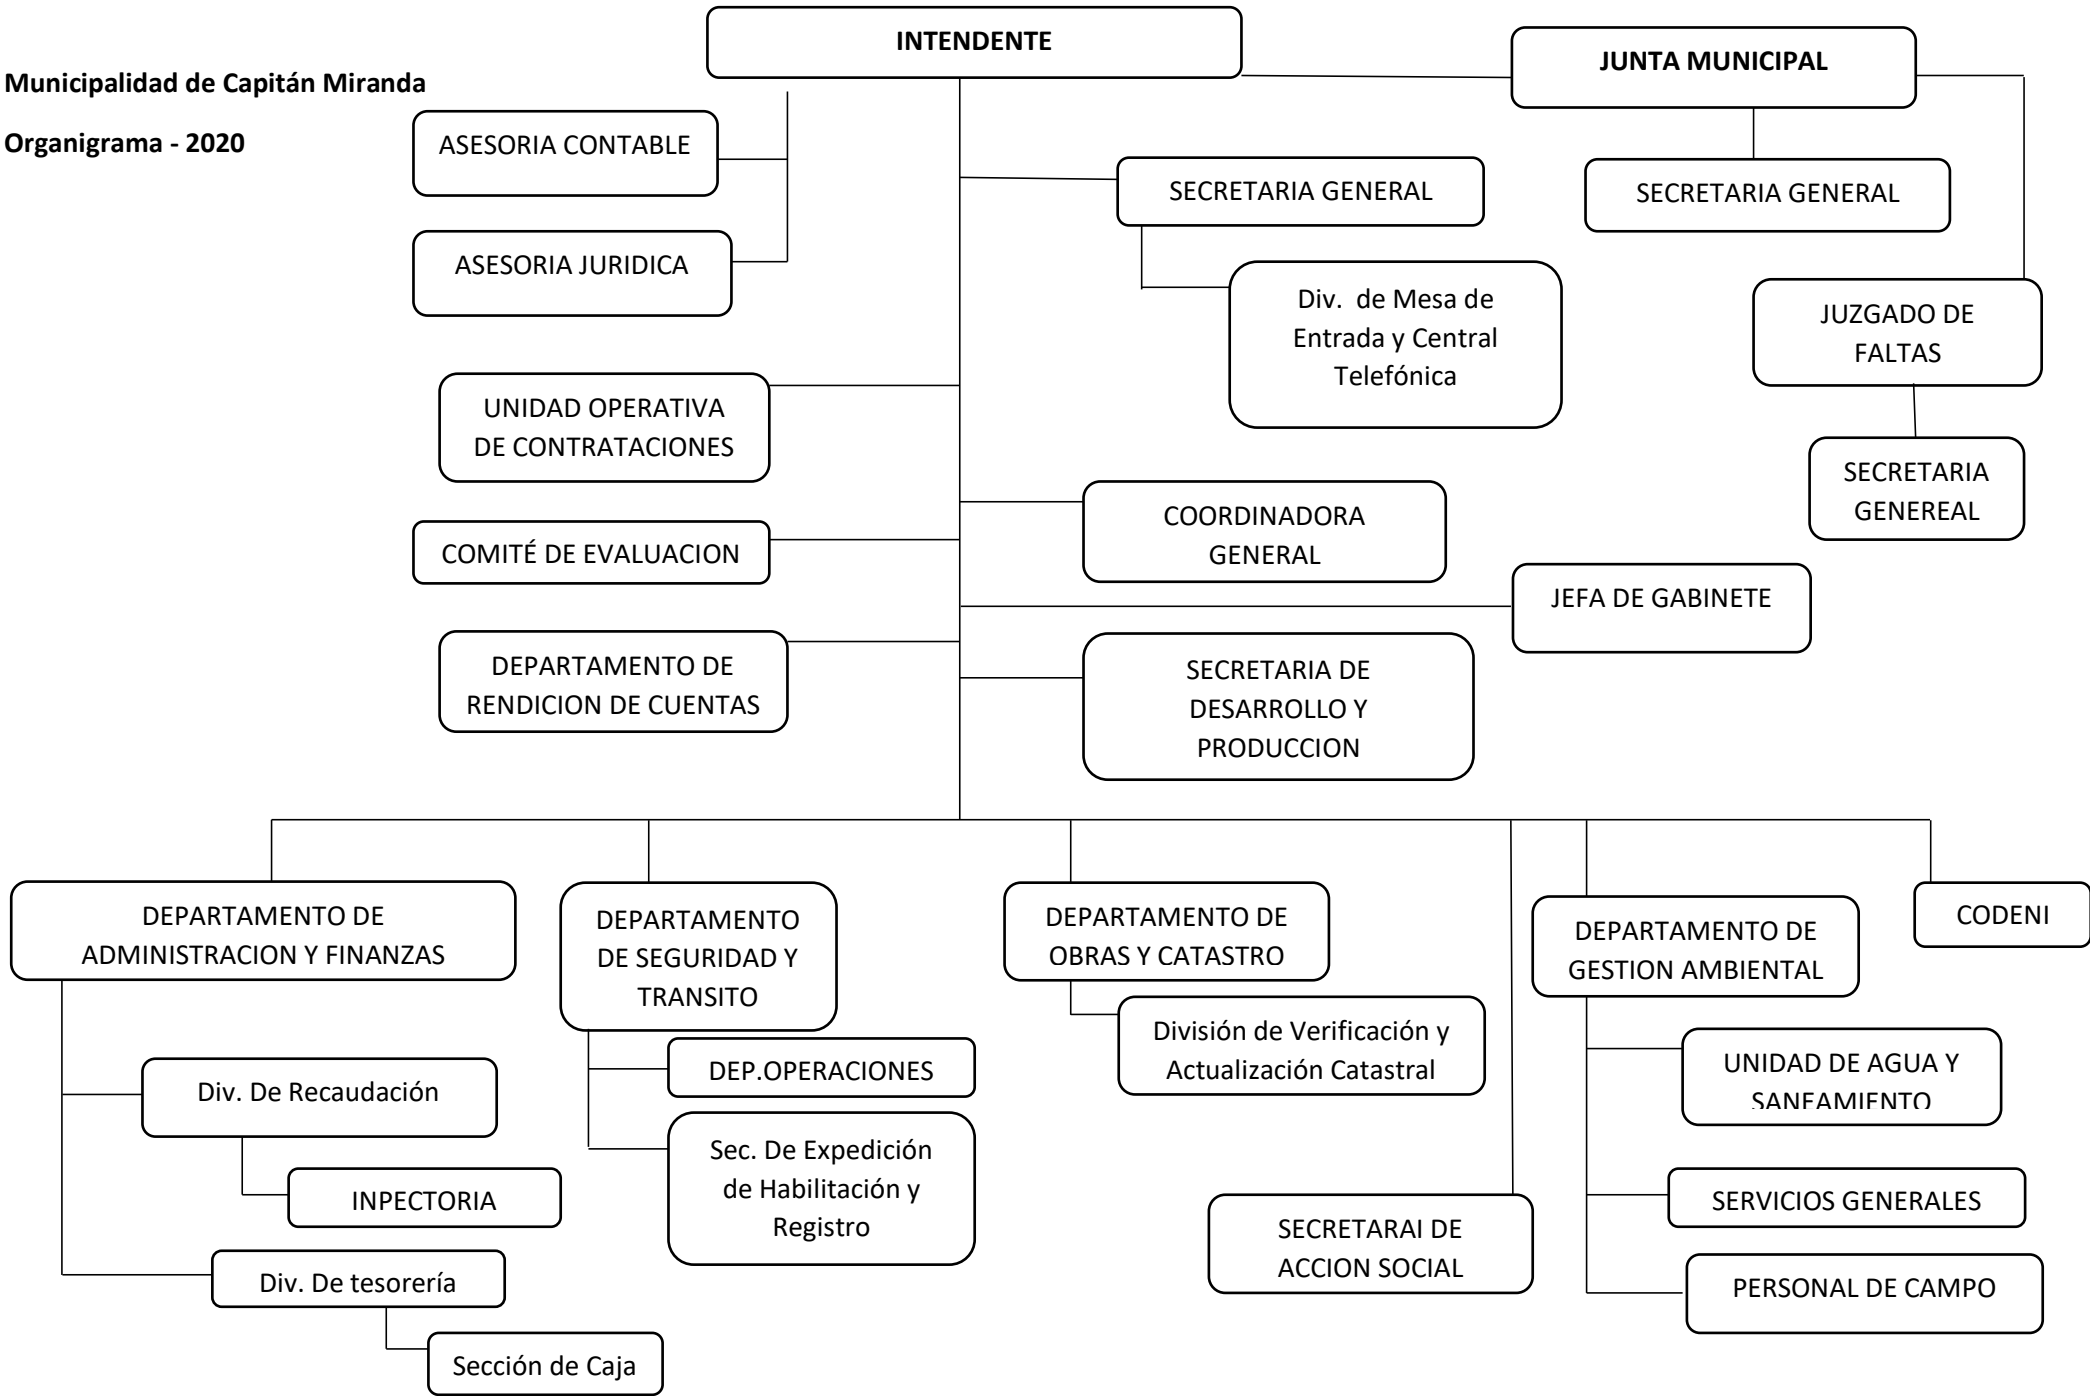 INTENDENTE
JUNTA MUNICIPAL
Municipalidad de Capitán Miranda
Organigrama - 2020
ASESORIA CONTABLE
SECRETARIA GENERAL
SECRETARIA GENERAL
ASESORIA JURIDICA
Div. de Mesa de
Entrada y Central
Telefónica
JUZGADO DE
FALTAS
UNIDAD OPERATIVA
DE CONTRATACIONES
SECRETARIA
GENEREAL
COORDINADORA
GENERAL
COMITÉ DE EVALUACION
JEFA DE GABINETE
DEPARTAMENTO DE
RENDICION DE CUENTAS
SECRETARIA DE
DESARROLLO Y
PRODUCCION
DEPARTAMENTO DE
ADMINISTRACION Y FINANZAS
DEPARTAMENTO
DE SEGURIDAD Y
TRANSITO
DEPARTAMENTO DE
OBRAS Y CATASTRO
DEPARTAMENTO DE
GESTION AMBIENTAL
CODENI
Div. De Recaudación
INPECTORIA
Div. De tesorería
Sección de Caja
DEP.OPERACIONES
Sec. De Expedición
de Habilitación y
Registro
División de Verificación y
Actualización Catastral
SECRETARAI DE
ACCION SOCIAL
UNIDAD DE AGUA Y
SANEAMIENTO
SERVICIOS GENERALES
PERSONAL DE CAMPO